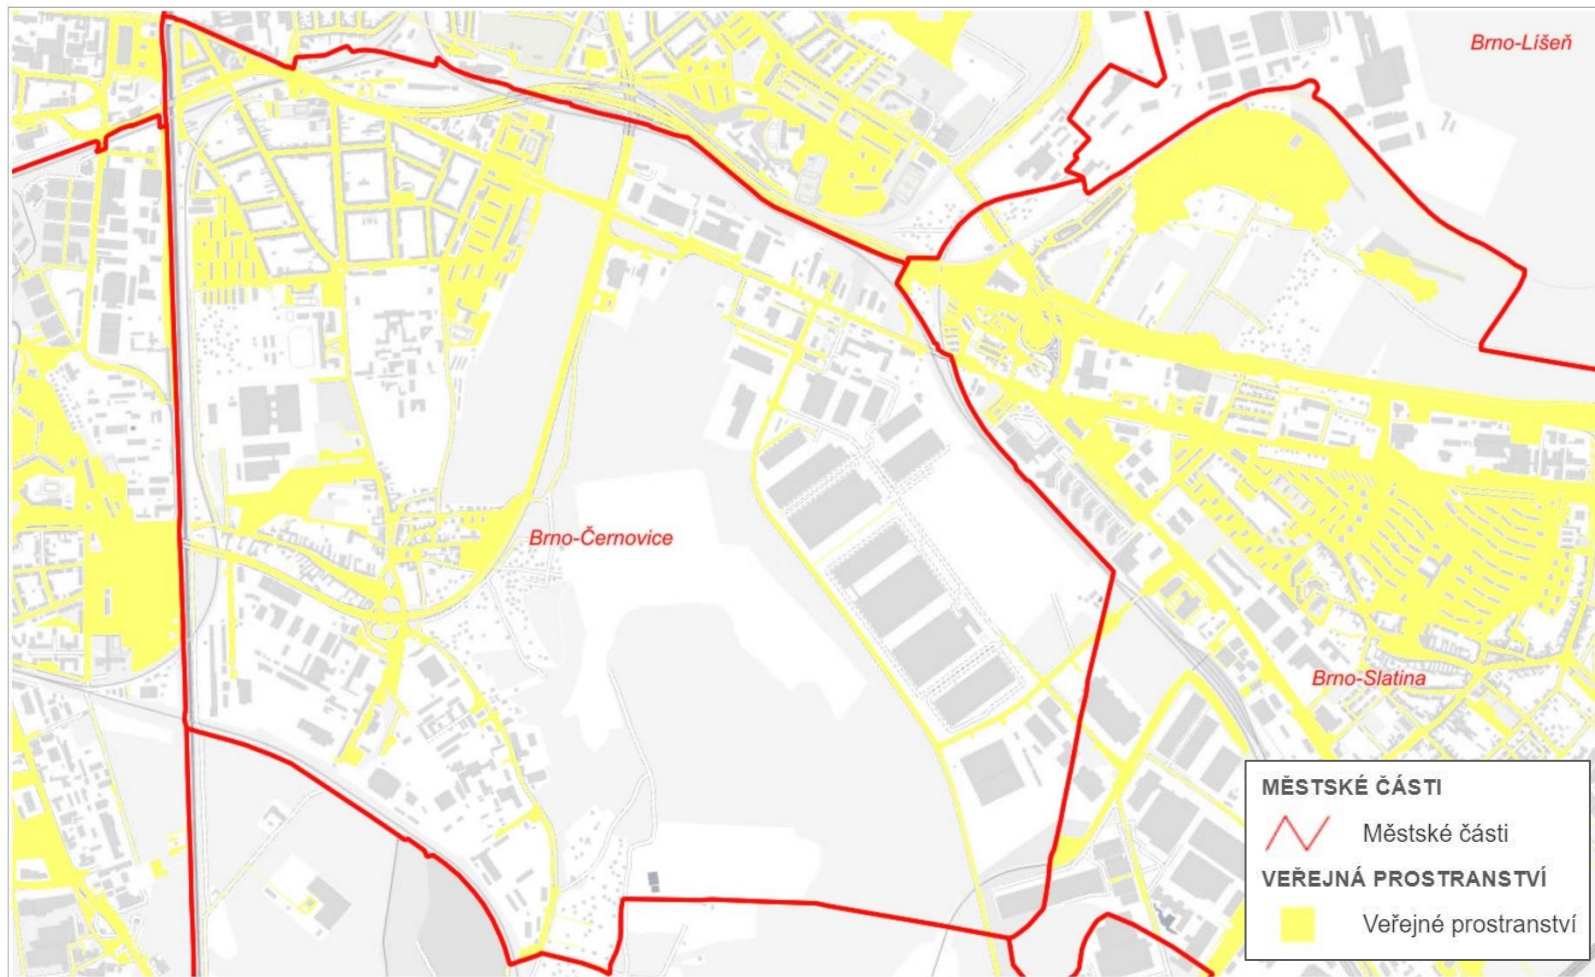 Brno-Líšeň
Brno-Černovice
Brno-Slatina
MĚSTSKÉ ČÁSTI
Městské části
VEŘEJNÁ PROSTRANSTVÍ
Veřejné prostranství